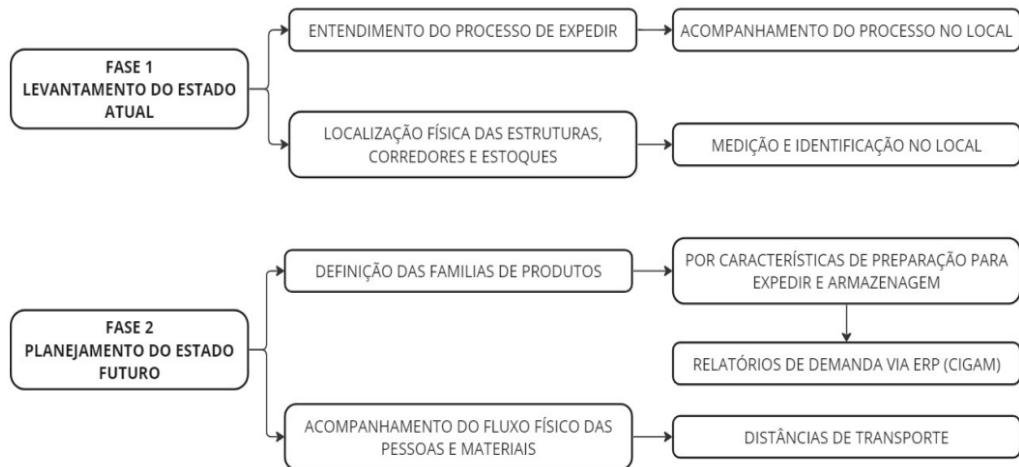 FASE 1
LEVANTAMENTO DO ESTADO
ATUAL
ENTENDIMENTO DO PROCESSO DE EXPEDIR
ACOMPANHAMENTO DO PROCESSO NO LOCAL
LOCALIZAÇÃO FÍSICA DAS ESTRUTURAS,
CORREDORES E ESTOQUES
MEDIÇÃO E IDENTIFICAÇÃO NO LOCAL
FASE 2
PLANEJAMENTO DO ESTADO
FUTURO
DEFINIÇÃO DAS FAMILIAS DE PRODUTOS
POR CARACTERÍSTICAS DE PREPARAÇÃO PARA
EXPEDIR E ARMAZENAGEM
RELATÓRIOS DE DEMANDA VIA ERP (CIGAM)
ACOMPANHAMENTO DO FLUXO FÍSICO DAS
PESSOAS E MATERIAIS
DISTÂNCIAS DE TRANSPORTE